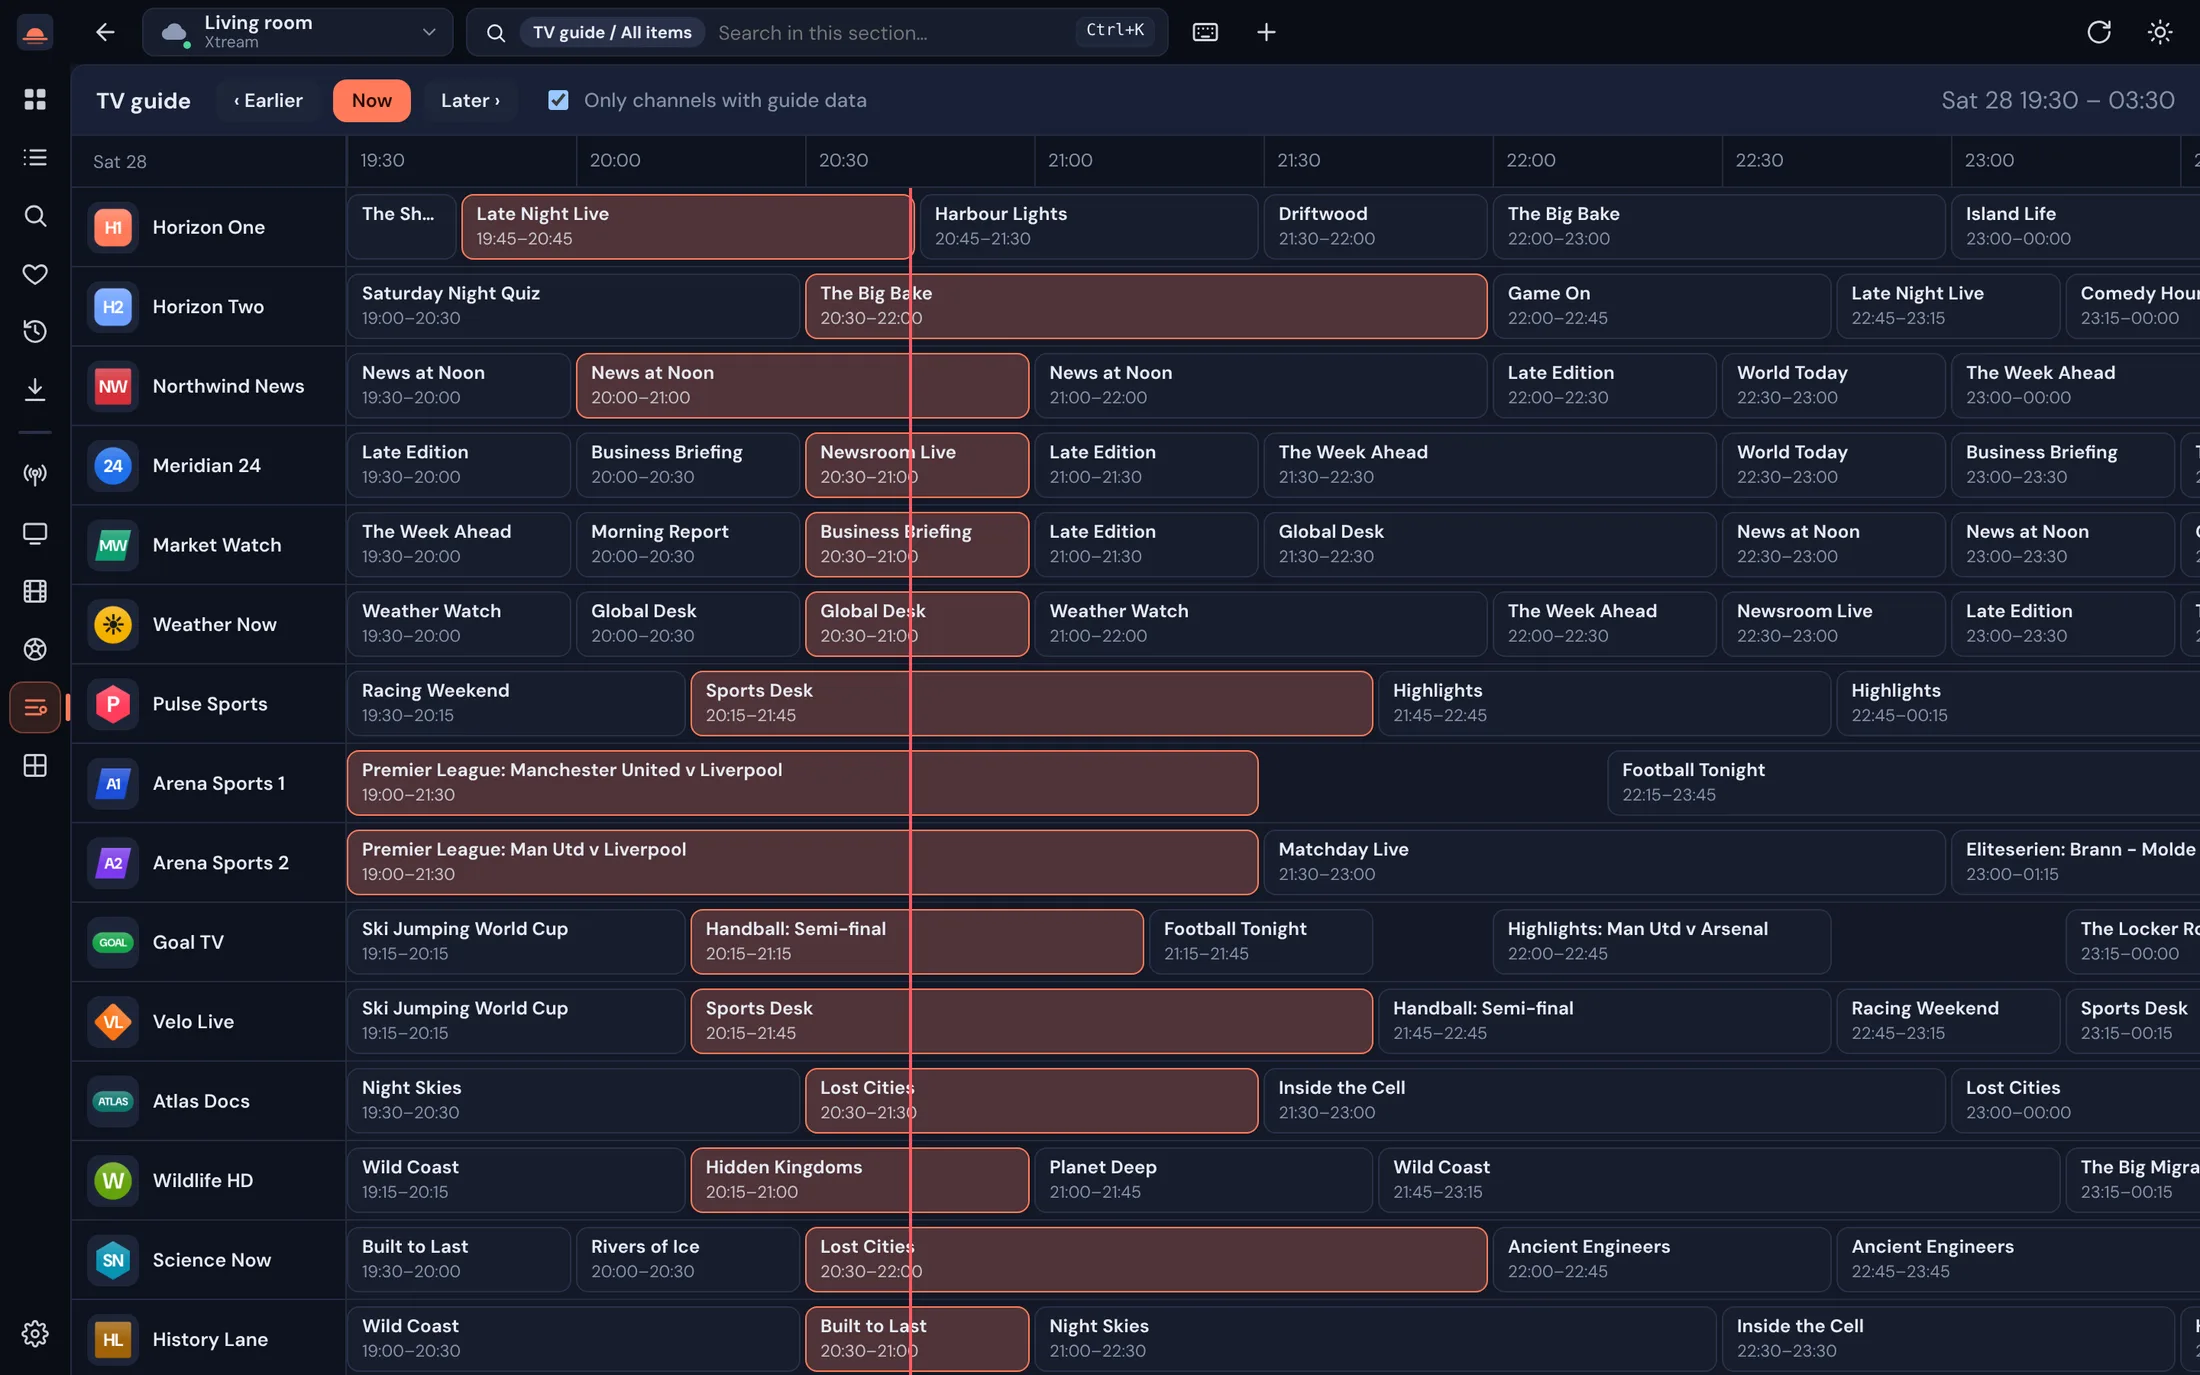 Living room
Xtream
TV guide / All items
Search in this section...
Ctrl+K
TV guide
‹ Earlier
Now
Later ›
Only channels with guide data
Sat 28 19:30 – 03:30
Sat 28
19:30
20:00
20:30
21:00
21:30
22:00
22:30
23:00
H1
Horizon One
The Sh...
Late Night Live
19:45–20:45
Harbour Lights
20:45–21:30
Driftwood
21:30–22:00
The Big Bake
22:00–23:00
Island Life
23:00–00:00
H2
Horizon Two
Saturday Night Quiz
19:00–20:30
The Big Bake
20:30–22:00
Game On
22:00–22:45
Late Night Live
22:45–23:15
Comedy Hour
23:15–00:00
NW
Northwind News
News at Noon
19:30–20:00
News at Noon
20:00–21:00
News at Noon
21:00–22:00
Late Edition
22:00–22:30
World Today
22:30–23:00
The Week Ahead
23:00–00:00
24
Meridian 24
Late Edition
19:30–20:00
Business Briefing
20:00–20:30
Newsroom Live
20:30–21:00
Late Edition
21:00–21:30
The Week Ahead
21:30–22:30
World Today
22:30–23:00
Business Briefing
23:00–23:30
MW
Market Watch
The Week Ahead
19:30–20:00
Morning Report
20:00–20:30
Business Briefing
20:30–21:00
Late Edition
21:00–21:30
Global Desk
21:30–22:30
News at Noon
22:30–23:00
News at Noon
23:00–23:30
Weather Now
Weather Watch
19:30–20:00
Global Desk
20:00–20:30
Global Desk
20:30–21:00
Weather Watch
21:00–22:00
The Week Ahead
22:00–22:30
Newsroom Live
22:30–23:00
Late Edition
23:00–23:30
P
Pulse Sports
Racing Weekend
19:30–20:15
Sports Desk
20:15–21:45
Highlights
21:45–22:45
Highlights
22:45–00:15
A1
Arena Sports 1
Premier League: Manchester United v Liverpool
19:00–21:30
Football Tonight
22:15–23:45
A2
Arena Sports 2
Premier League: Man Utd v Liverpool
19:00–21:30
Matchday Live
21:30–23:00
Eliteserien: Brann - Molde
23:00–01:15
GOAL
Goal TV
Ski Jumping World Cup
19:15–20:15
Handball: Semi-final
20:15–21:15
Football Tonight
21:15–21:45
Highlights: Man Utd v Arsenal
22:00–22:45
The Locker
23:15–00:00
VL
Velo Live
Ski Jumping World Cup
19:15–20:15
Sports Desk
20:15–21:45
Handball: Semi-final
21:45–22:45
Racing Weekend
22:45–23:15
Sports Desk
23:15–00:15
ATLAS
Atlas Docs
Night Skies
19:30–20:30
Lost Cities
20:30–21:30
Inside the Cell
21:30–23:00
Lost Cities
23:00–00:00
W
Wildlife HD
Wild Coast
19:15–20:15
Hidden Kingdoms
20:15–21:00
Planet Deep
21:00–21:45
Wild Coast
21:45–23:15
The Big
23:15–00:15
SN
Science Now
Built to Last
19:30–20:00
Rivers of Ice
20:00–20:30
Lost Cities
20:30–22:00
Ancient Engineers
22:00–22:45
Ancient Engineers
22:45–23:45
HL
History Lane
Wild Coast
19:00–20:30
Built to Last
20:30–21:00
Night Skies
21:00–22:30
Inside the Cell
22:30–23:30